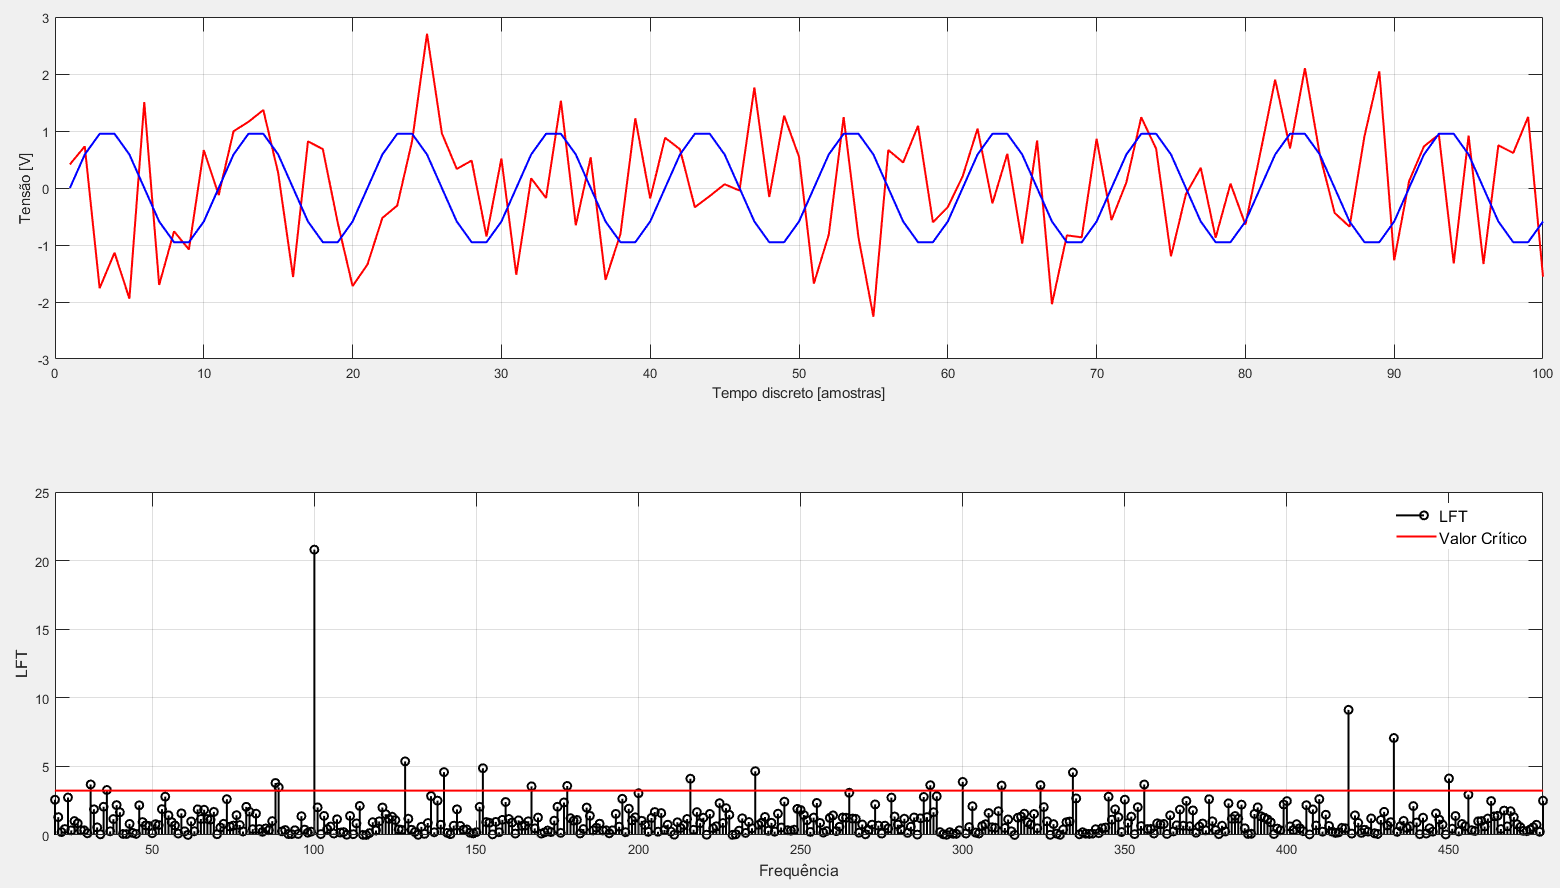 3
2
1
0
-1
-2
-3
Tensão [V]
0 10 20 30 40 50 60 70 80 90 100
Tempo discreto [amostras]
25
20
15
10
5
0
LFT
LFT
Valor Crítico
50 100 150 200 250 300 350 400 450
Frequência